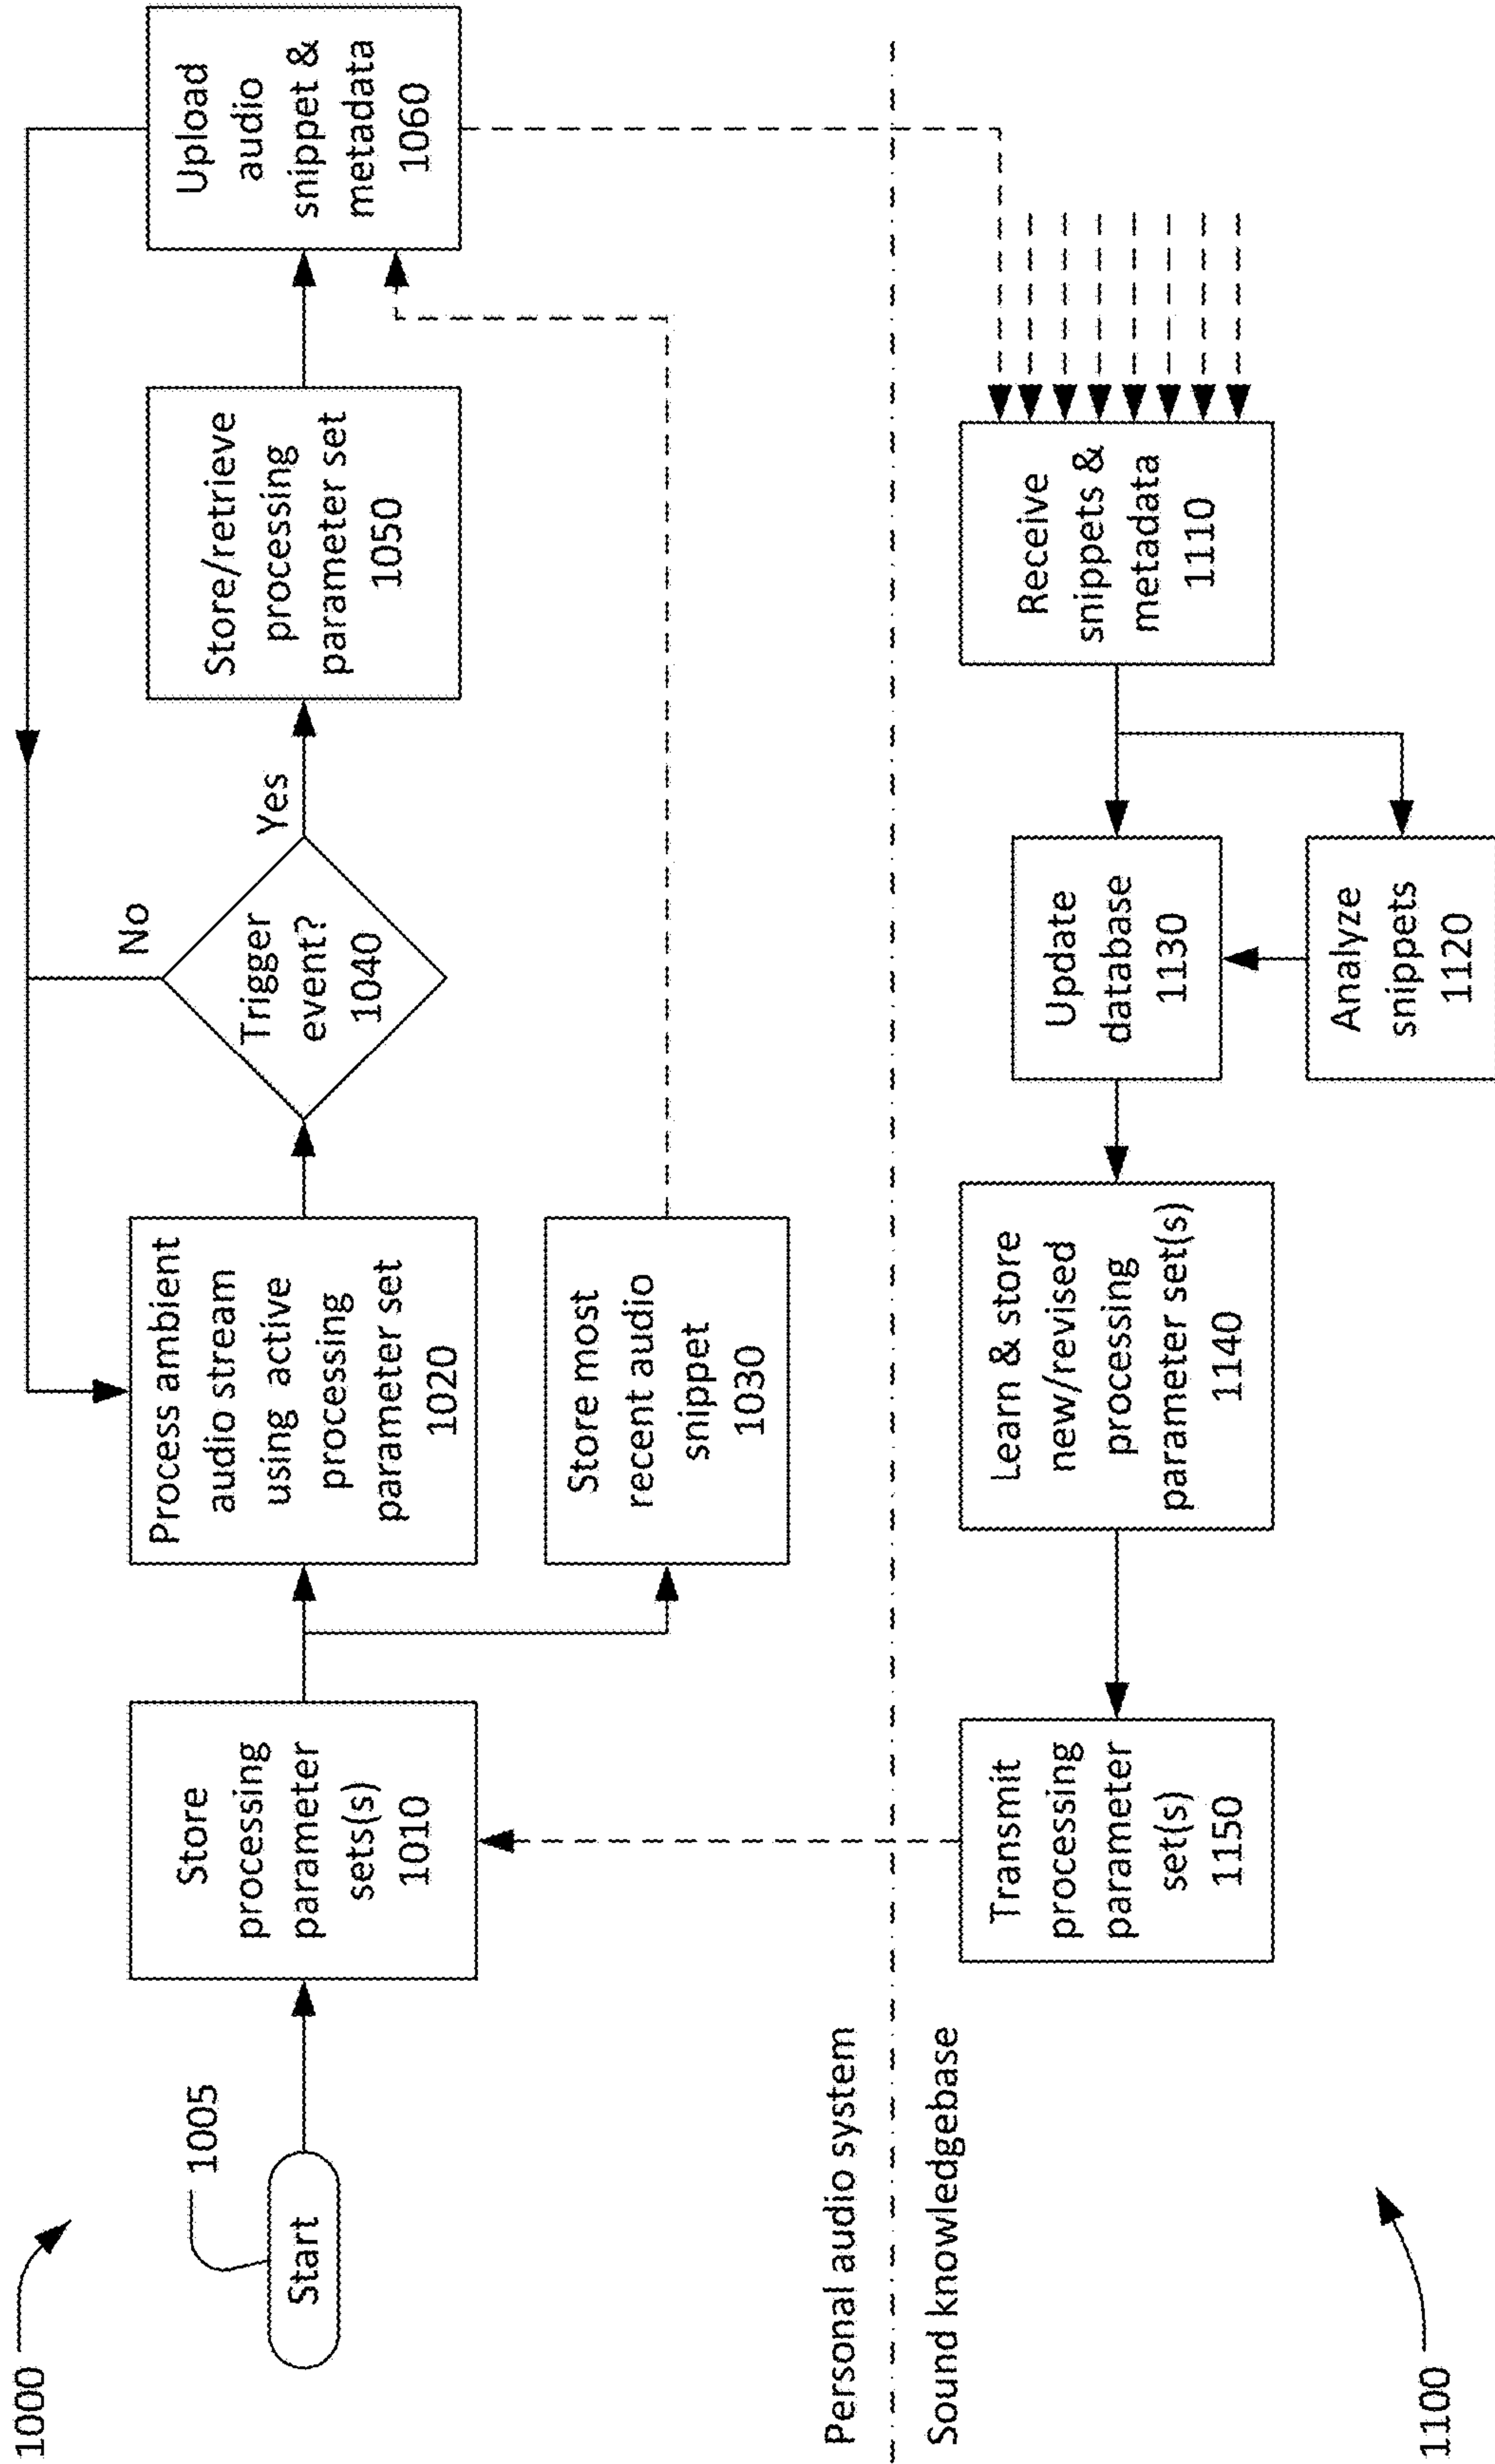 1000
1005
Start
Store
processing
parameter
sets(s)
1010
Process ambient
audio stream
using active
processing
parameter set
1020
Store most
recent audio
snippet
1030
Trigger
event?
1040
No
Yes
Store/retrieve
processing
parameter set
1050
Upload
audio
snippet &
metadata
1060
Personal audio system
Sound knowledgebase
Transmit
processing
parameter
set(s)
1150
Learn & store
new/revised
processing
parameter set(s)
1140
Update
database
1130
Analyze
snippets
1120
Receive
snippets &
metadata
1110
1100